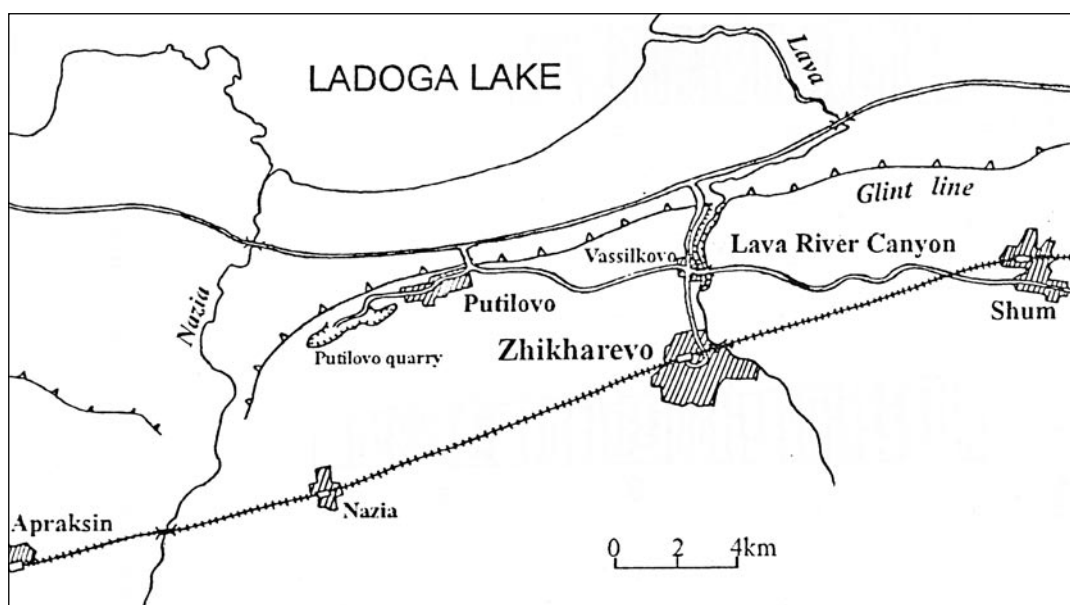 LADOGA LAKE
Lava
Glint line
Lava River Canyon
Vassilkovo
Shum
Nazia
Putilovo
Putilovo quarry
Zhikharevo
Nazia
Apraksin
0 2 4km